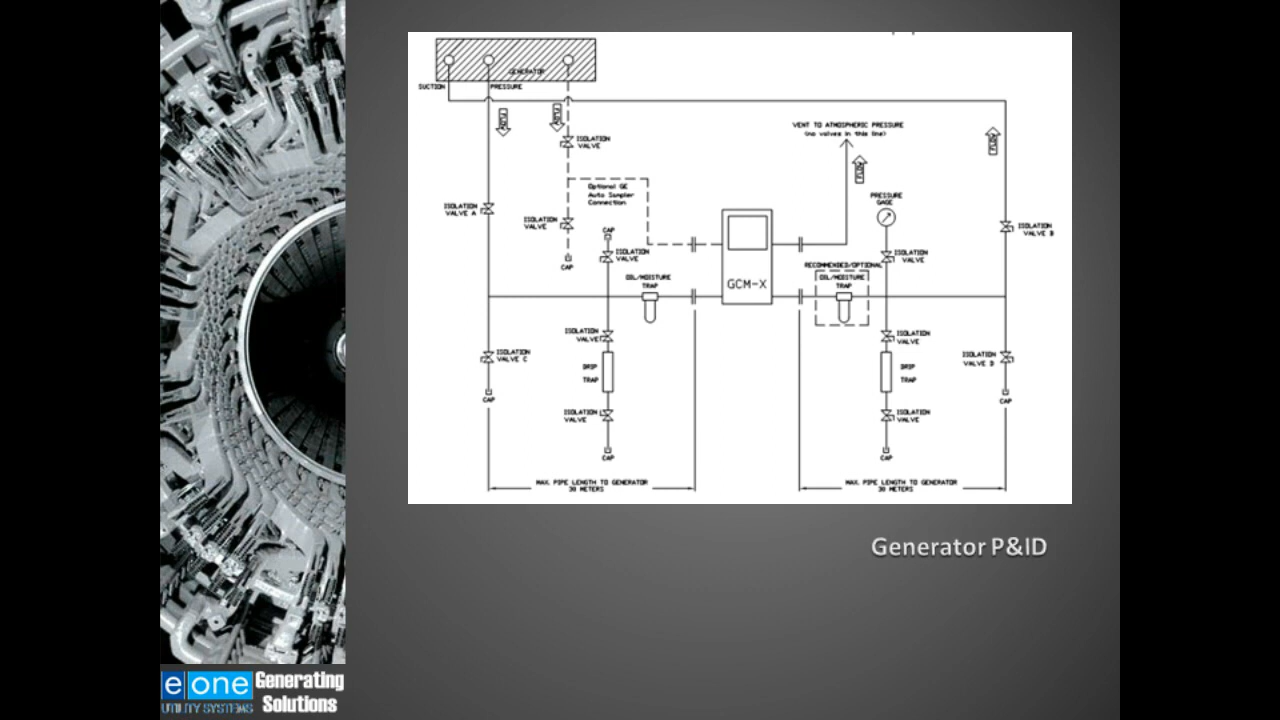 GENERATOR
SUCTION
PRESSURE
FLOW
FLOW
ISOLATION
VALVE
VENT TO ATMOSPHERIC PRESSURE
(no valves in this line)
FLOW
FLOW
Optional GE
Auto Sampler
Connection
PRESSURE
GAGE
ISOLATION
VALVE A
ISOLATION
VALVE
CAP
CAP
ISOLATION
VALVE
ISOLATION
VALVE B
ISOLATION
VALVE
RECOMMENDED/OPTIONAL
OIL/MOISTURE
TRAP
OIL/MOISTURE
TRAP
GCM-X
ISOLATION
VALVE
ISOLATION
VALVE
ISOLATION
VALVE C
ISOLATION
VALVE D
DRIP
TRAP
DRIP
TRAP
CAP
CAP
ISOLATION
VALVE
ISOLATION
VALVE
CAP
CAP
MAX. PIPE LENGTH TO GENERATOR
30 METERS
MAX. PIPE LENGTH TO GENERATOR
30 METERS
Generator P&ID
e one
UTILITY SYSTEMS
Generating
Solutions